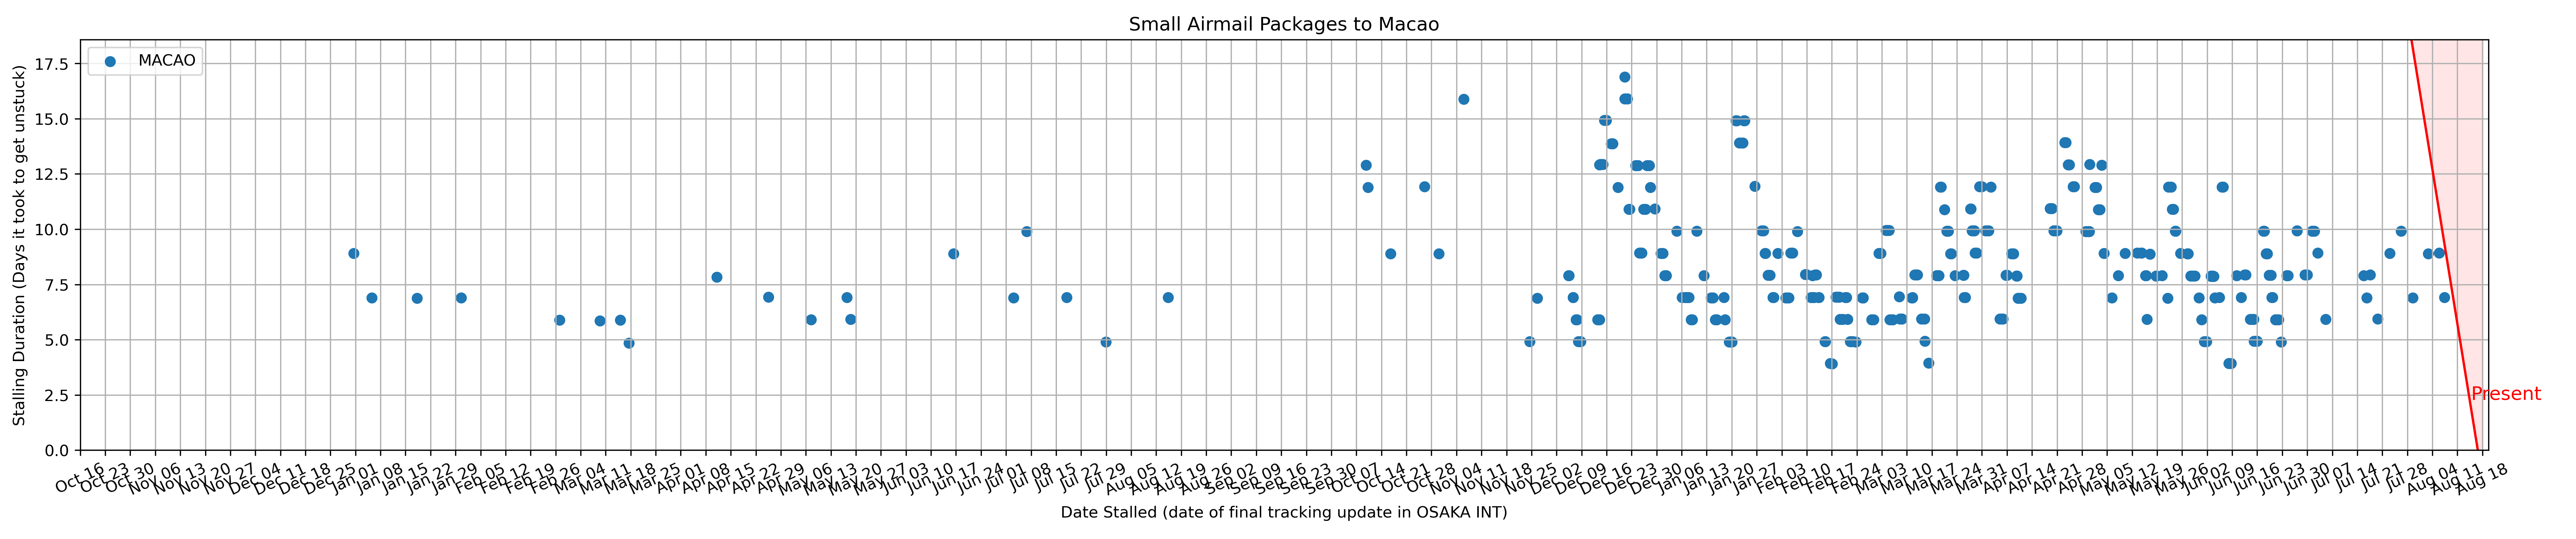 Small Airmail Packages to Macao
MACAO
Stalling Duration (Days it took to get unstuck)
17.5
15.0
12.5
10.0
7.5
5.0
2.5
0.0
Present
Oct 16
Oct 23
Oct 30
Nov 06
Nov 13
Nov 20
Nov 27
Dec 04
Dec 11
Dec 18
Dec 25
Jan 01
Jan 08
Jan 15
Jan 22
Jan 29
Feb 05
Feb 12
Feb 19
Feb 26
Mar 04
Mar 11
Mar 18
Mar 25
Apr 01
Apr 08
Apr 15
Apr 22
Apr 29
May 06
May 13
May 20
May 27
Jun 03
Jun 10
Jun 17
Jun 24
Jul 01
Jul 08
Jul 15
Jul 22
Jul 29
Aug 05
Aug 12
Aug 19
Aug 26
Sep 02
Sep 09
Sep 16
Sep 23
Sep 30
Oct 07
Oct 14
Oct 21
Oct 28
Nov 04
Nov 11
Nov 18
Nov 25
Dec 02
Dec 09
Dec 16
Dec 23
Dec 30
Jan 06
Jan 13
Jan 20
Jan 27
Feb 03
Feb 10
Feb 17
Feb 24
Mar 03
Mar 10
Mar 17
Mar 24
Mar 31
Apr 07
Apr 14
Apr 21
Apr 28
May 05
May 12
May 19
May 26
Jun 02
Jun 09
Jun 16
Jun 23
Jun 30
Jul 07
Jul 14
Jul 21
Jul 28
Aug 04
Aug 11
Aug 18
Date Stalled (date of final tracking update in OSAKA INT)